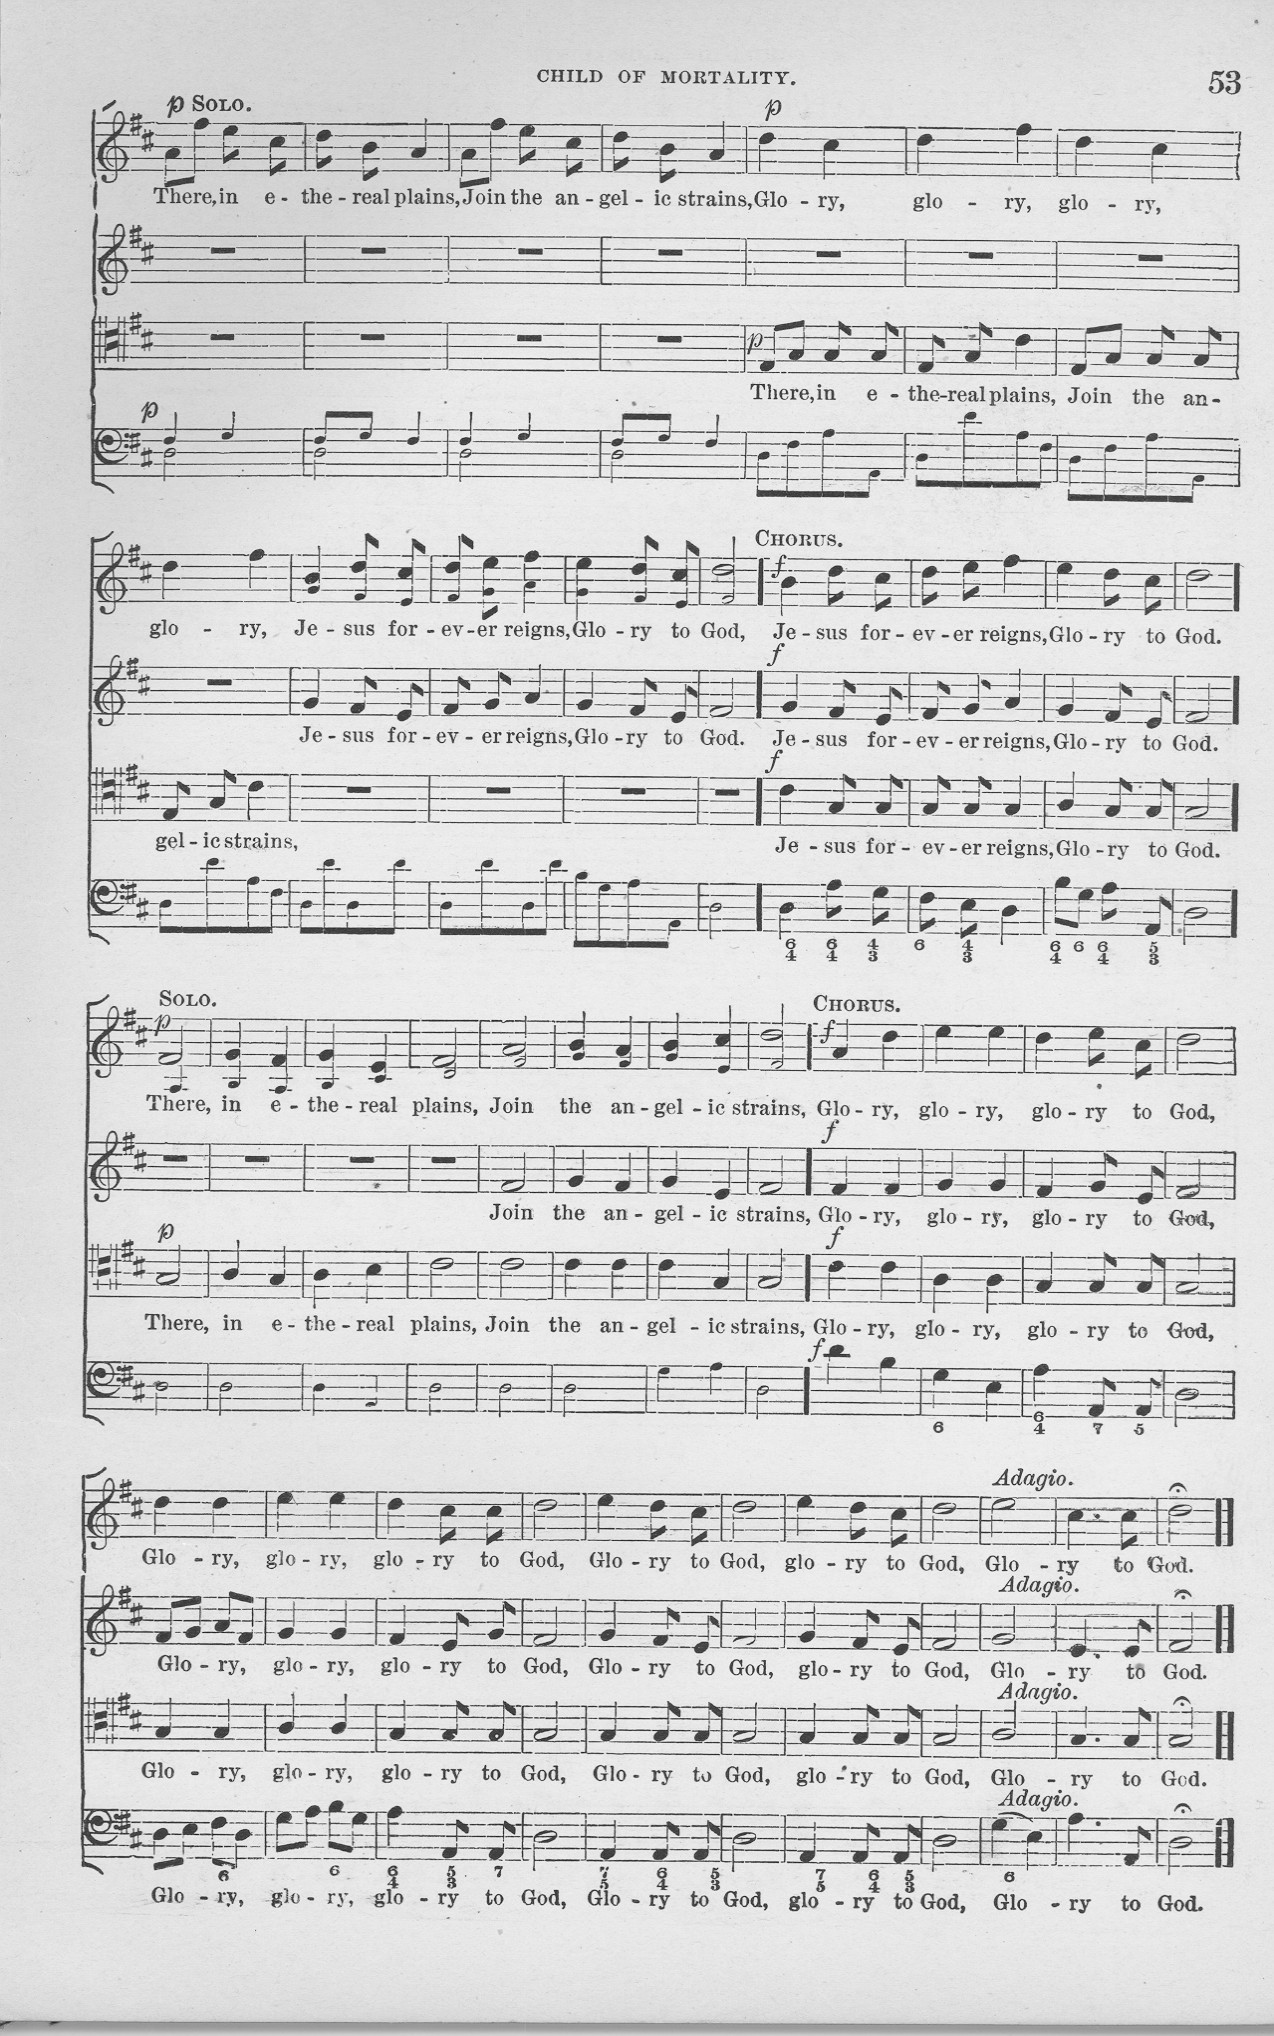 CHILD OF MORTALITY. 53
p SOLO. p
There, in e - the - real plains, Join the an - gel - ic strains, Glo - ry, glo - ry, glo - ry,
p
There, in e - the - real plains, Join the an -
p
CHORUS.
f
glo - ry, Je - sus for - ev - er reigns, Glo - ry to God, Je - sus for - ev - er reigns, Glo - ry to God.
f
Je - sus for - ev - er reigns, Glo - ry to God. Je - sus for - ev - er reigns, Glo - ry to God.
f
gel - ic strains, Je - sus for - ev - er reigns, Glo - ry to God.
6 6 4 6 4 6 6 6 5
4 4 3 3 4 4 3
SOLO. CHORUS.
p f
There, in e - the - real plains, Join the an - gel - ic strains, Glo - ry, glo - ry, glo - ry to God,
f
Join the an - gel - ic strains, Glo - ry, glo - ry, glo - ry to God,
p f
There, in e - the - real plains, Join the an - gel - ic strains, Glo - ry, glo - ry, glo - ry to God,
f
6 6 7 5
4
Adagio.
Glo - ry, glo - ry, glo - ry to God, Glo - ry to God, glo - ry to God, Glo - ry to God.
Adagio.
Glo - ry, glo - ry, glo - ry to God, Glo - ry to God, glo - ry to God, Glo - ry to God.
Adagio.
Glo - ry, glo - ry, glo - ry to God, Glo - ry to God, glo - ry to God, Glo - ry to God.
Adagio.
6 6 6 5 7 7 6 5 7 6 5 6
4 3 5 4 3 5 4 3
Glo - ry, glo - ry, glo - ry to God, Glo - ry to God, glo - ry to God, Glo - ry to God.